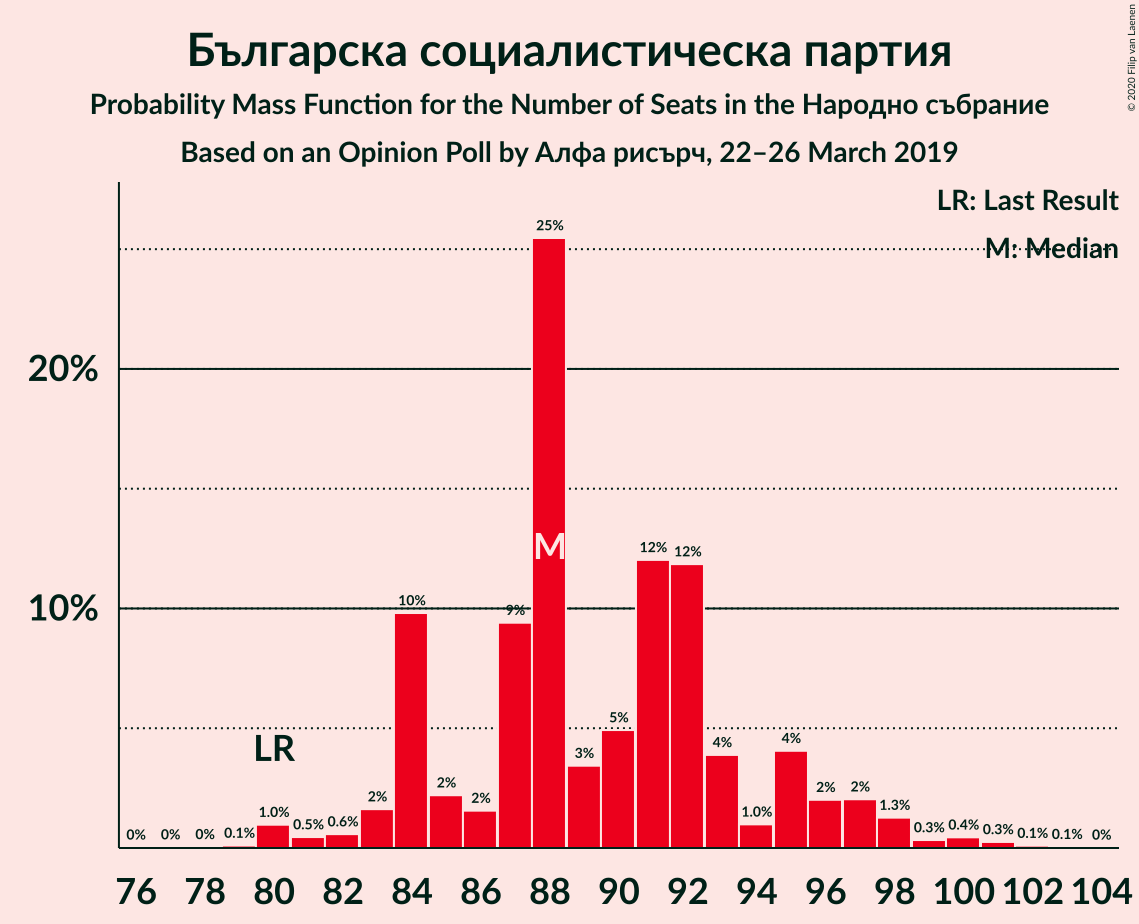 Българска социалистическа партия
Probability Mass Function for the Number of Seats in the Народно събрание
Based on an Opinion Poll by Алфа рисърч, 22–26 March 2019
© 2020 Filip van Laenen
LR: Last Result
M: Median
20%
10%
0% 0% 0% 0.1% 1.0% 0.5% 0.6% 2% 10% 2% 2% 9% 25% 3% 5% 12% 12% 4% 1.0% 4% 2% 2% 1.3% 0.3% 0.4% 0.3% 0.1% 0.1% 0%
LR
M
76 78 80 82 84 86 88 90 92 94 96 98 100 102 104